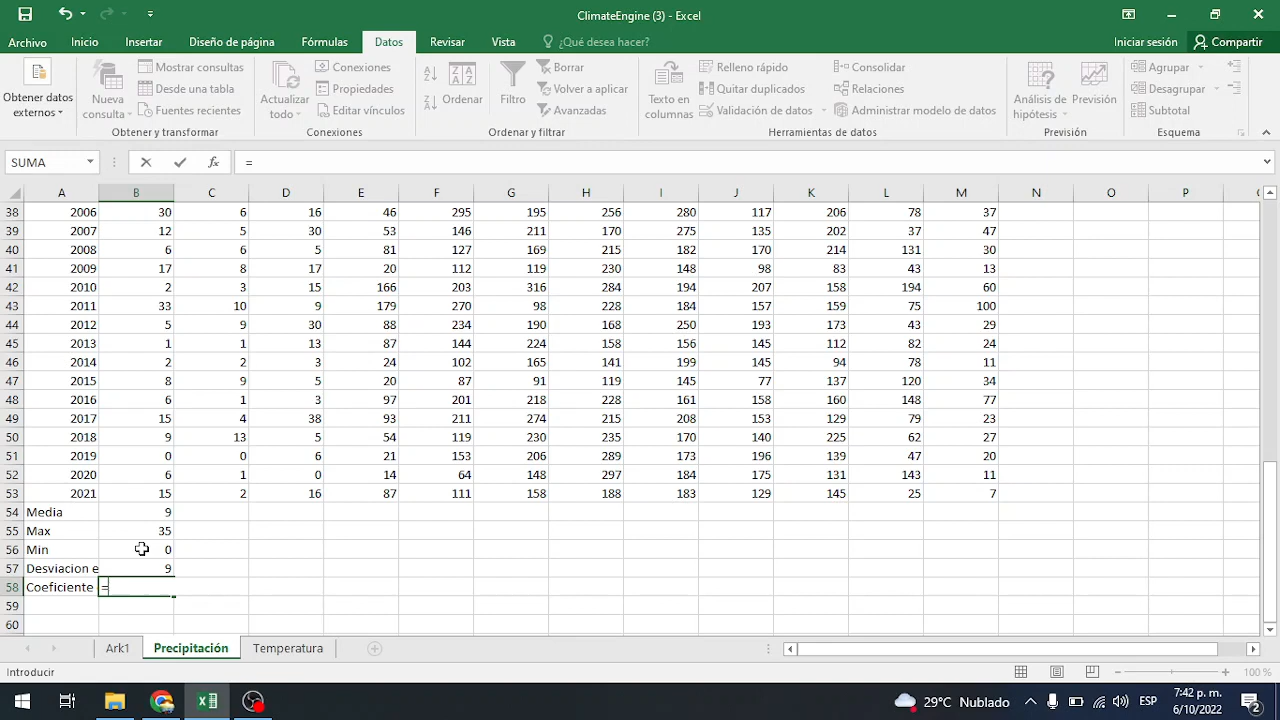 ClimateEngine (3) - Excel
Archivo Inicio Insertar Diseño de página Fórmulas Datos Revisar Vista ¿Qué desea hacer? Iniciar sesión Compartir
Obtener datos externos
Nueva consulta
Mostrar consultas
Desde una tabla
Fuentes recientes
Obtener y transformar
Actualizar todo
Conexiones
Propiedades
Editar vínculos
Conexiones
Ordenar
Filtro
Borrar
Volver a aplicar
Avanzadas
Ordenar y filtrar
Texto en columnas
Relleno rápido
Quitar duplicados
Validación de datos
Consolidar
Relaciones
Administrar modelo de datos
Herramientas de datos
Análisis de hipótesis
Previsión
Previsión
Agrupar
Desagrupar
Subtotal
Esquema
SUMA fx =
A B C D E F G H I J K L M N O P
38 2006 30 6 16 46 295 195 256 280 117 206 78 37
39 2007 12 5 30 53 146 211 170 275 135 202 37 47
40 2008 6 6 5 81 127 169 215 182 170 214 131 30
41 2009 17 8 17 20 112 119 230 148 98 83 43 13
42 2010 2 3 15 166 203 316 284 194 207 158 194 60
43 2011 33 10 9 179 270 98 228 184 157 159 75 100
44 2012 5 9 30 88 234 190 168 250 193 173 43 29
45 2013 1 1 13 87 144 224 158 156 145 112 82 24
46 2014 2 2 3 24 102 165 141 199 145 94 78 11
47 2015 8 9 5 20 87 91 119 145 77 137 120 34
48 2016 6 1 3 97 201 218 228 161 158 160 148 77
49 2017 15 4 38 93 211 274 215 208 153 129 79 23
50 2018 9 13 5 54 119 230 235 170 140 225 62 27
51 2019 0 0 6 21 153 206 289 173 196 139 47 20
52 2020 6 1 0 14 64 148 297 184 175 131 143 11
53 2021 15 2 16 87 111 158 188 183 129 145 25 7
54 Media 9
55 Max 35
56 Min 0
57 Desviacion e 9
58 Coeficiente =
59
60
Ark1 Precipitación Temperatura
Introducir 100 %
29°C Nublado ESP 7:42 p. m.
6/10/2022 2